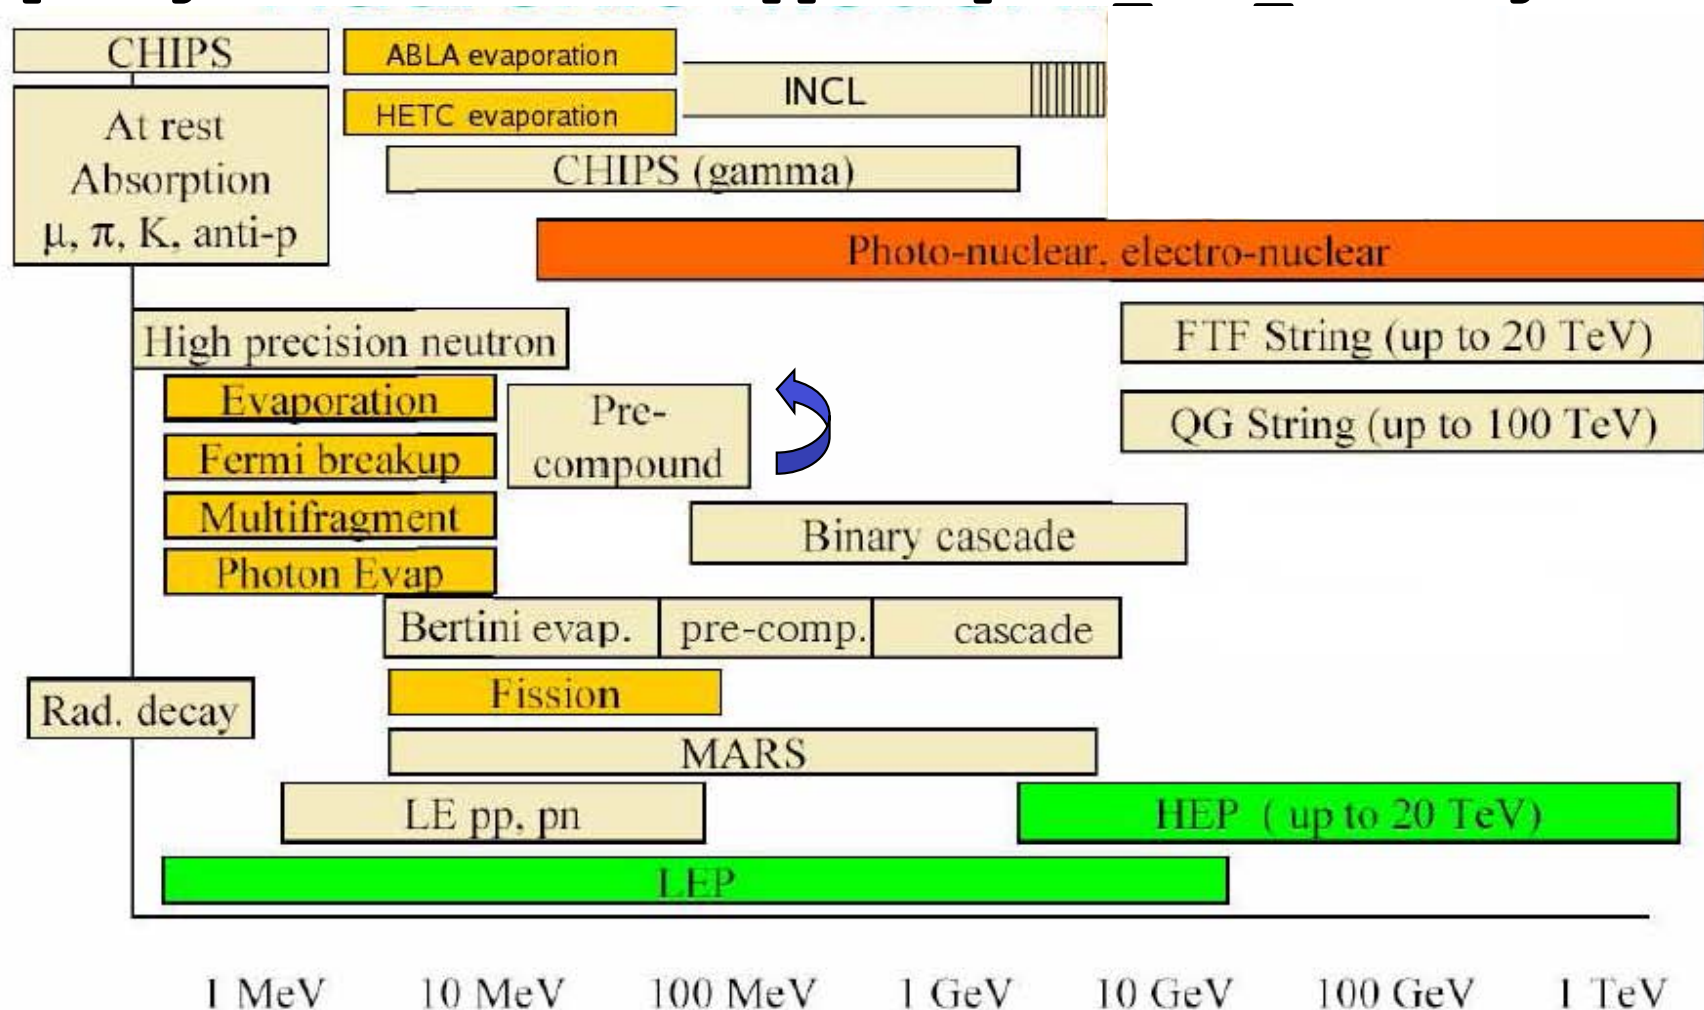 CHIPS
ABLA evaporation
HETC evaporation
INCL
At rest
Absorption
μ, π, K, anti-p
CHIPS (gamma)
Photo-nuclear, electro-nuclear
High precision neutron
FTF String (up to 20 TeV)
Evaporation
Fermi breakup
Multifragment
Photon Evap
Pre-
compound
QG String (up to 100 TeV)
Binary cascade
Bertini evap.
pre-comp.
cascade
Fission
Rad. decay
MARS
LE pp, pn
HEP ( up to 20 TeV)
LEP
1 MeV 10 MeV 100 MeV 1 GeV 10 GeV 100 GeV 1 TeV